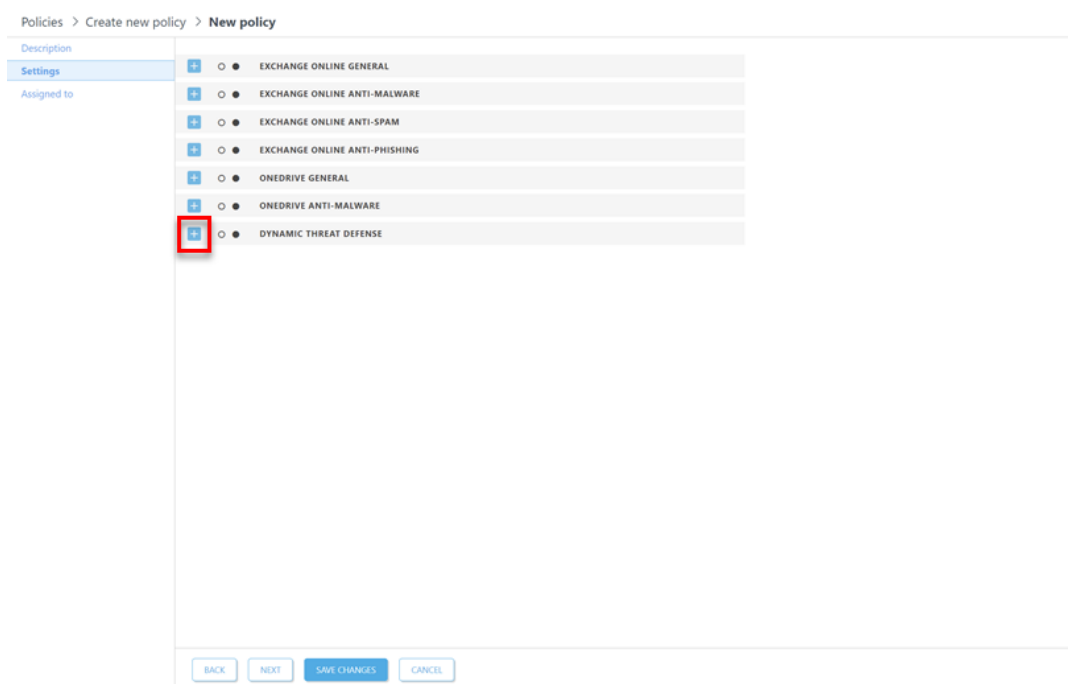 Policies > Create new policy > New policy
Description
Settings
Assigned to
EXCHANGE ONLINE GENERAL
EXCHANGE ONLINE ANTI-MALWARE
EXCHANGE ONLINE ANTI-SPAM
EXCHANGE ONLINE ANTI-PHISHING
ONEDRIVE GENERAL
ONEDRIVE ANTI-MALWARE
DYNAMIC THREAT DEFENSE
BACK NEXT SAVE CHANGES CANCEL